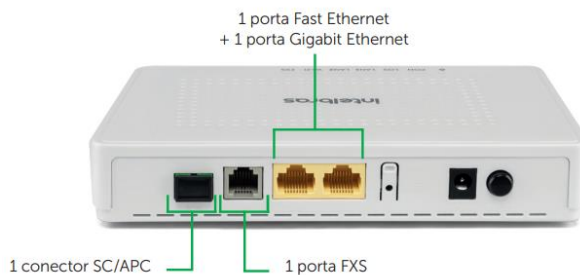 1 porta Fast Ethernet
+ 1 porta Gigabit Ethernet
intelbras
1 conector SC/APC
1 porta FXS